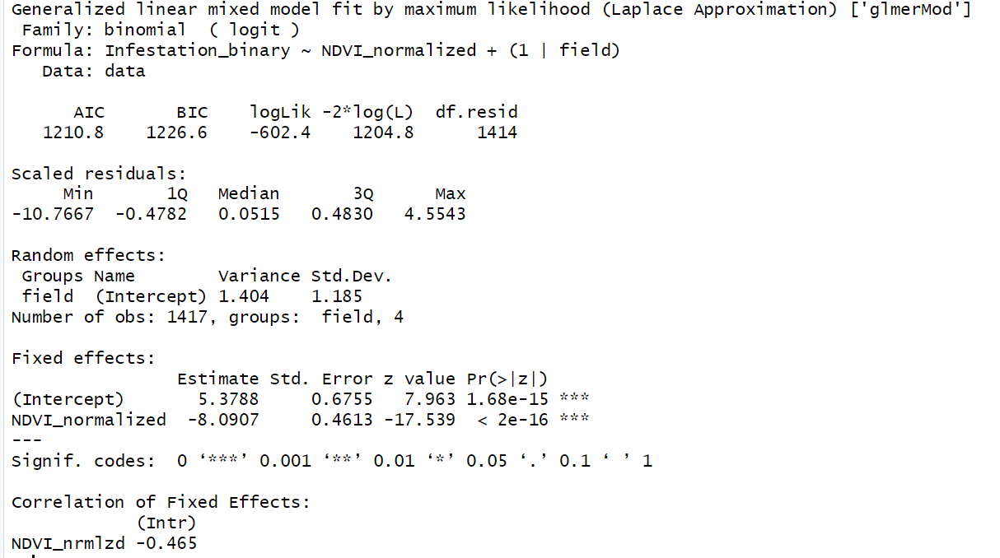 Generalized linear mixed model fit by maximum likelihood (Laplace Approximation) ['glmerMod']
 Family: binomial  ( logit )
Formula: Infestation_binary ~ NDVI_normalized + (1 | field)
   Data: data

      AIC       BIC    logLik -2*log(L)  df.resid
   1210.8    1226.6    -602.4    1204.8      1414

Scaled residuals:
     Min       1Q   Median       3Q      Max
-10.7667  -0.4782   0.0515   0.4830   4.5543

Random effects:
 Groups Name        Variance Std.Dev.
 field  (Intercept) 1.404    1.185
Number of obs: 1417, groups:  field, 4

Fixed effects:
                Estimate Std. Error z value Pr(>|z|)
(Intercept)       5.3788     0.6755   7.963 1.68e-15 ***
NDVI_normalized  -8.0907     0.4613 -17.539  < 2e-16 ***
---
Signif. codes:  0 ‘***’ 0.001 ‘**’ 0.01 ‘*’ 0.05 ‘.’ 0.1 ‘ ’ 1

Correlation of Fixed Effects:
            (Intr)
NDVI_nrmlzd -0.465